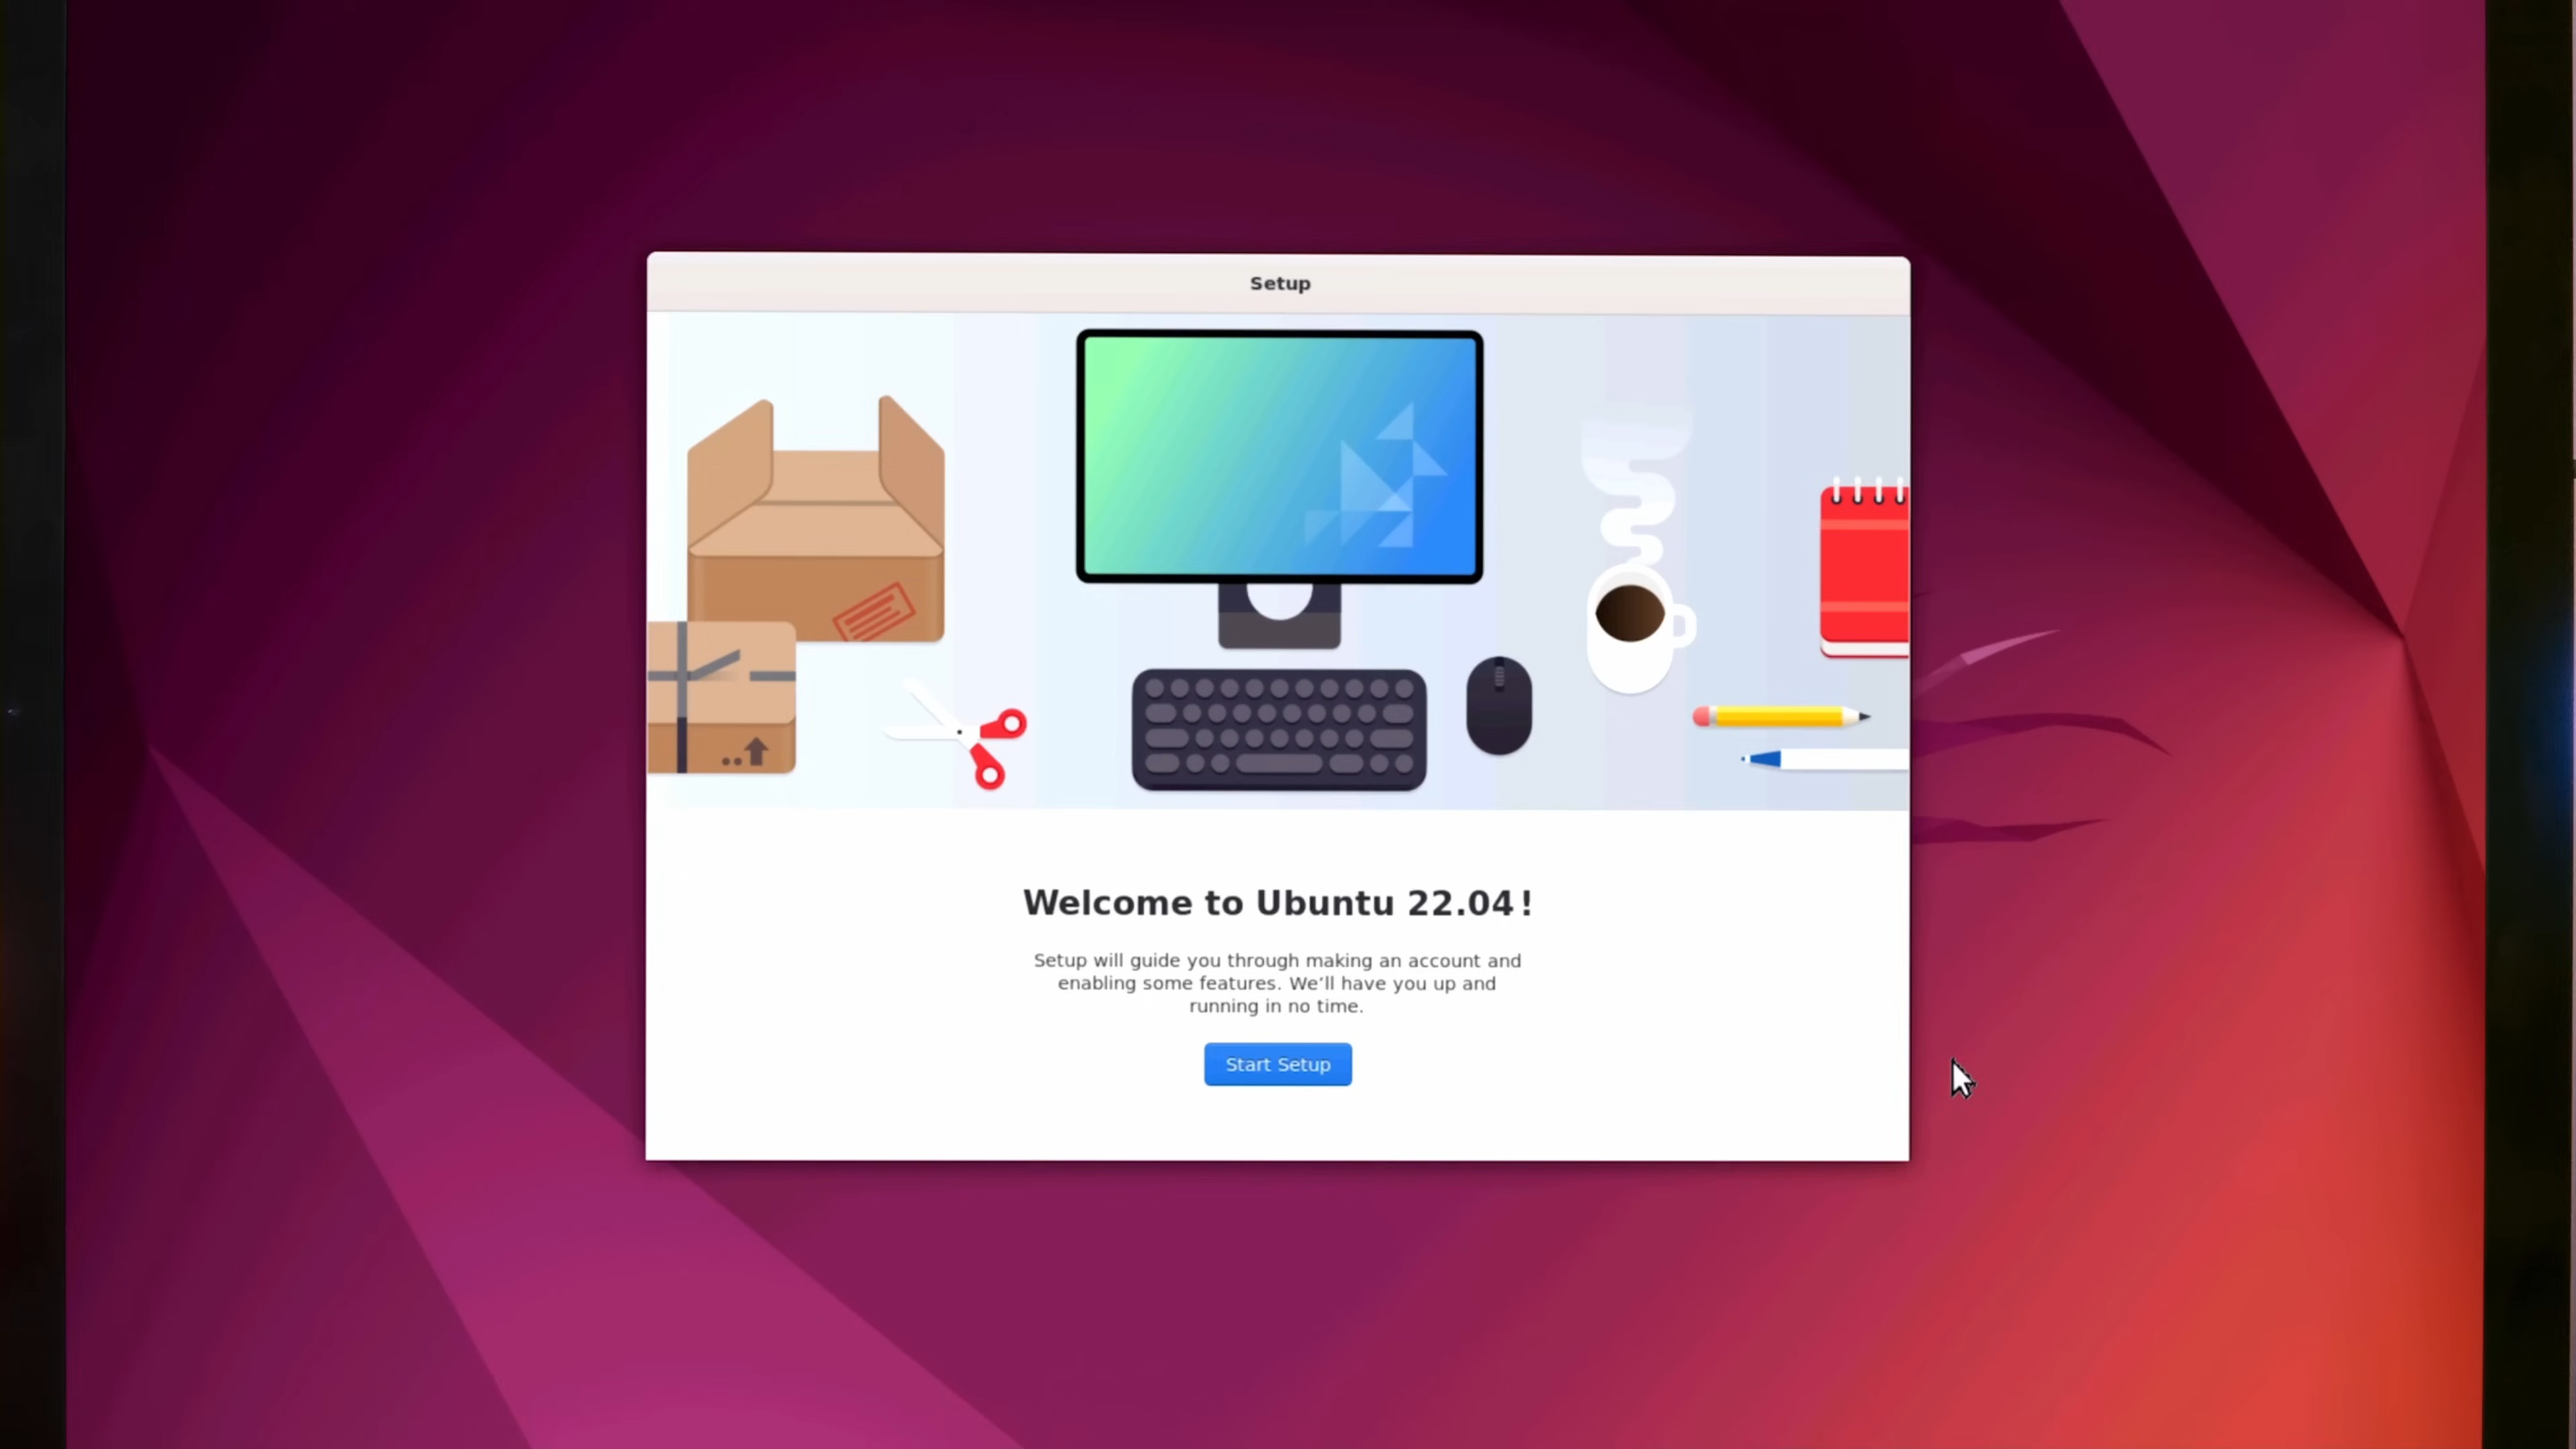 Setup
Welcome to Ubuntu 22.04!
Setup will guide you through making an account and
enabling some features. We’ll have you up and
running in no time.
Start Setup